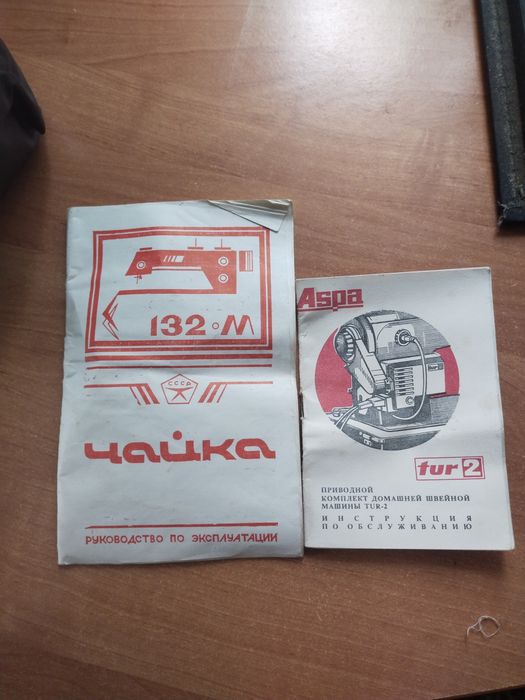 132-М
СССР
Чайка
РУКОВОДСТВО ПО ЭКСПЛУАТАЦИИ
Aspa
tur 2
ПРИВОДНОЙ
КОМПЛЕКТ ДОМАШНЕЙ ШВЕЙНОЙ
МАШИНЫ TUR-2
ИНСТРУКЦИЯ
ПО ОБСЛУЖИВАНИЮ